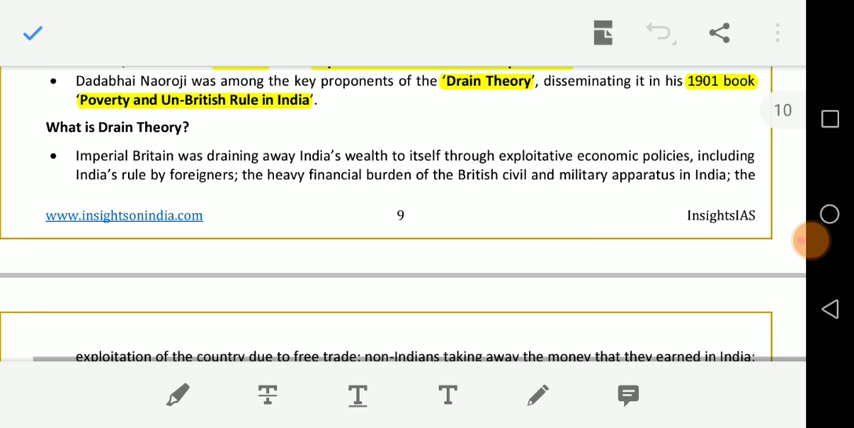 • Dadabhai Naoroji was among the key proponents of the ‘Drain Theory’, disseminating it in his 1901 book
‘Poverty and Un-British Rule in India’.
10
What is Drain Theory?
• Imperial Britain was draining away India’s wealth to itself through exploitative economic policies, including
India’s rule by foreigners; the heavy financial burden of the British civil and military apparatus in India; the
www.insightsonindia.com 9 InsightsIAS
exploitation of the country due to free trade; non-Indians taking away the money that they earned in India;
T T T